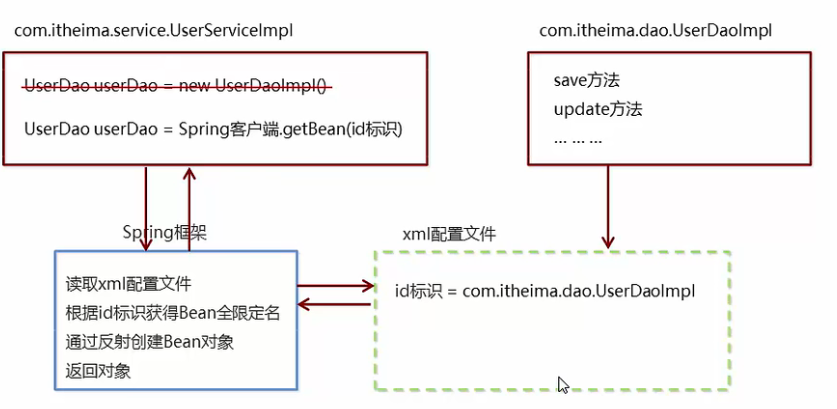 com.itheima.service.UserServiceImpl
UserDao userDao = new UserDaoImpl()
UserDao userDao = Spring客户端.getBean(id标识)
com.itheima.dao.UserDaoImpl
save方法
update方法
... ... ...
Spring框架
读取xml配置文件
根据id标识获得Bean全限定名
通过反射创建Bean对象
返回对象
xml配置文件
id标识 = com.itheima.dao.UserDaoImpl